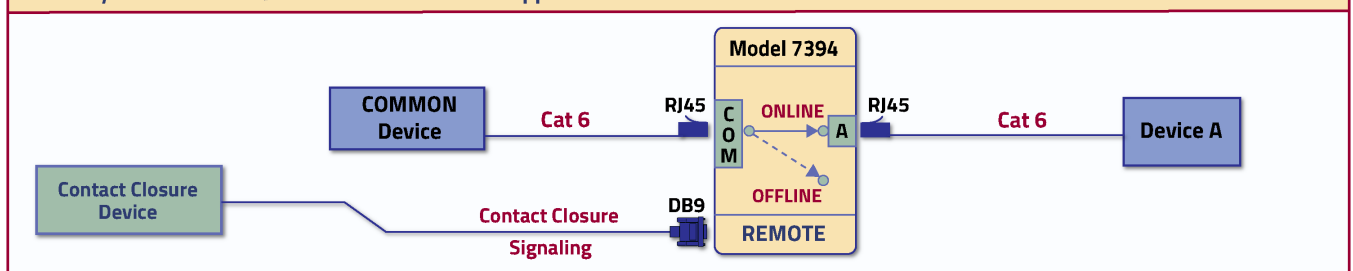 Model 7394
COMMON
Device
Cat 6
RJ45
C
O
M
ONLINE
A
RJ45
Cat 6
Device A
OFFLINE
Contact Closure
Device
Contact Closure
Signaling
DB9
REMOTE